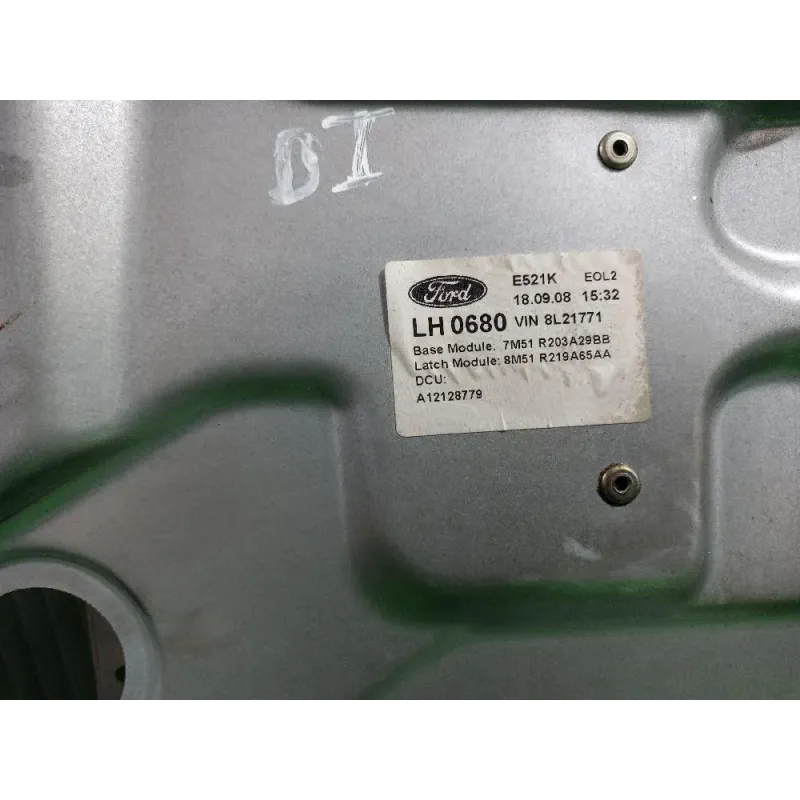 DI
Ford
E521K EOL2
18.09.08 15:32
LH 0680 VIN 8L21771
Base Module: 7M51 R203A29BB
Latch Module: 8M51 R219A65AA
DCU:
A12128779